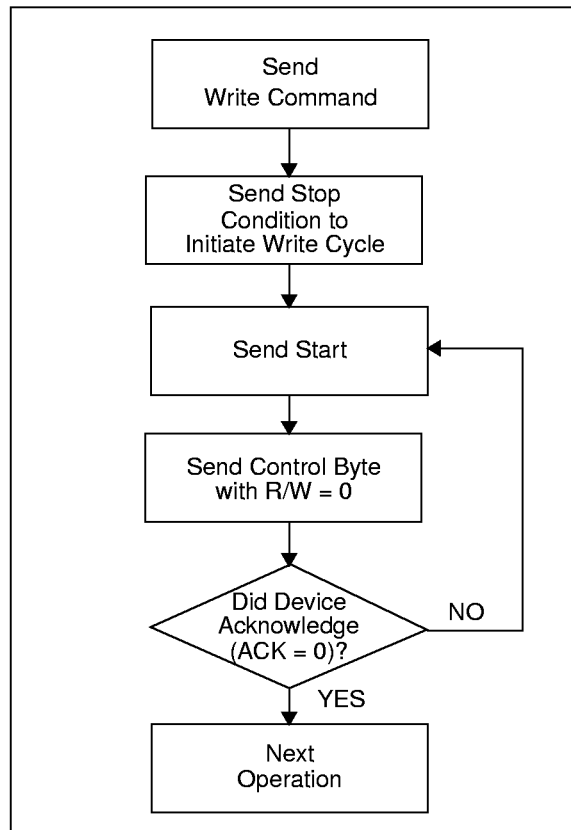 Send
Write Command
Send Stop
Condition to
Initiate Write Cycle
Send Start
Send Control Byte
with R/W = 0
Did Device
Acknowledge
(ACK = 0)?
NO
YES
Next
Operation